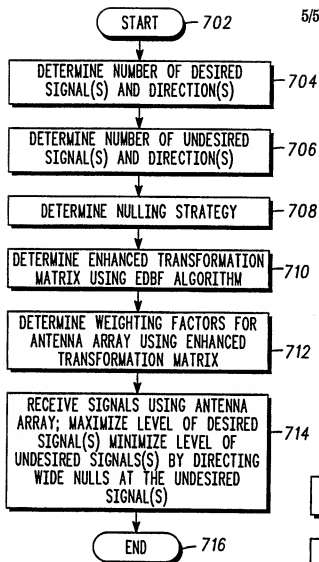 START
702
5/5
DETERMINE NUMBER OF DESIRED
SIGNAL(S) AND DIRECTION(S)
704
DETERMINE NUMBER OF UNDESIRED
SIGNAL(S) AND DIRECTION(S)
706
DETERMINE NULLING STRATEGY
708
DETERMINE ENHANCED TRANSFORMATION
MATRIX USING EDBF ALGORITHM
710
DETERMINE WEIGHTING FACTORS FOR
ANTENNA ARRAY USING ENHANCED
TRANSFORMATION MATRIX
712
RECEIVE SIGNALS USING ANTENNA
ARRAY; MAXIMIZE LEVEL OF DESIRED
SIGNAL(S) MINIMIZE LEVEL OF
UNDESIRED SIGNALS(S) BY DIRECTING
WIDE NULLS AT THE UNDESIRED
SIGNAL(S)
714
END
716